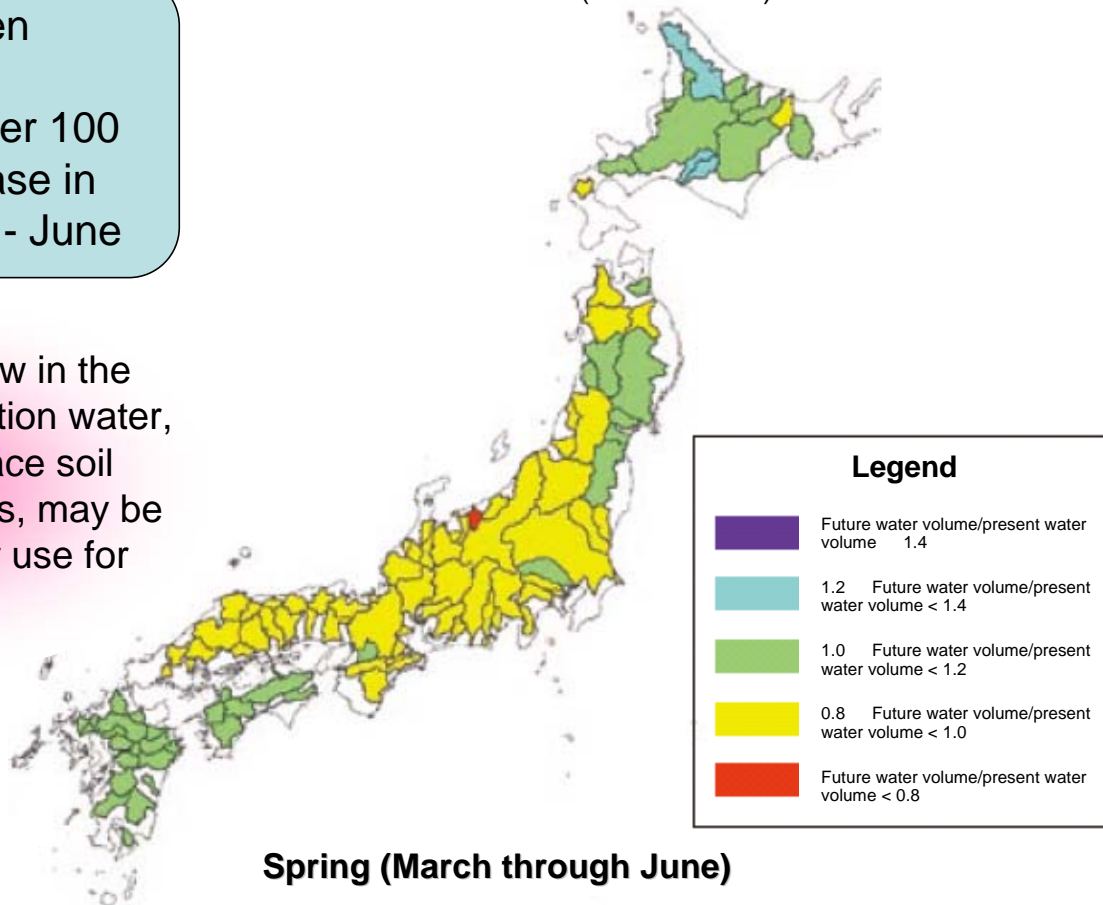 en
er 100
ase in
- June
w in the
tion water,
ace soil
s, may be
use for
Legend
Future water volume/present water
volume 1.4
1.2 Future water volume/present
water volume < 1.4
1.0 Future water volume/present
water volume < 1.2
0.8 Future water volume/present
water volume < 1.0
Future water volume/present water
volume < 0.8
Spring (March through June)